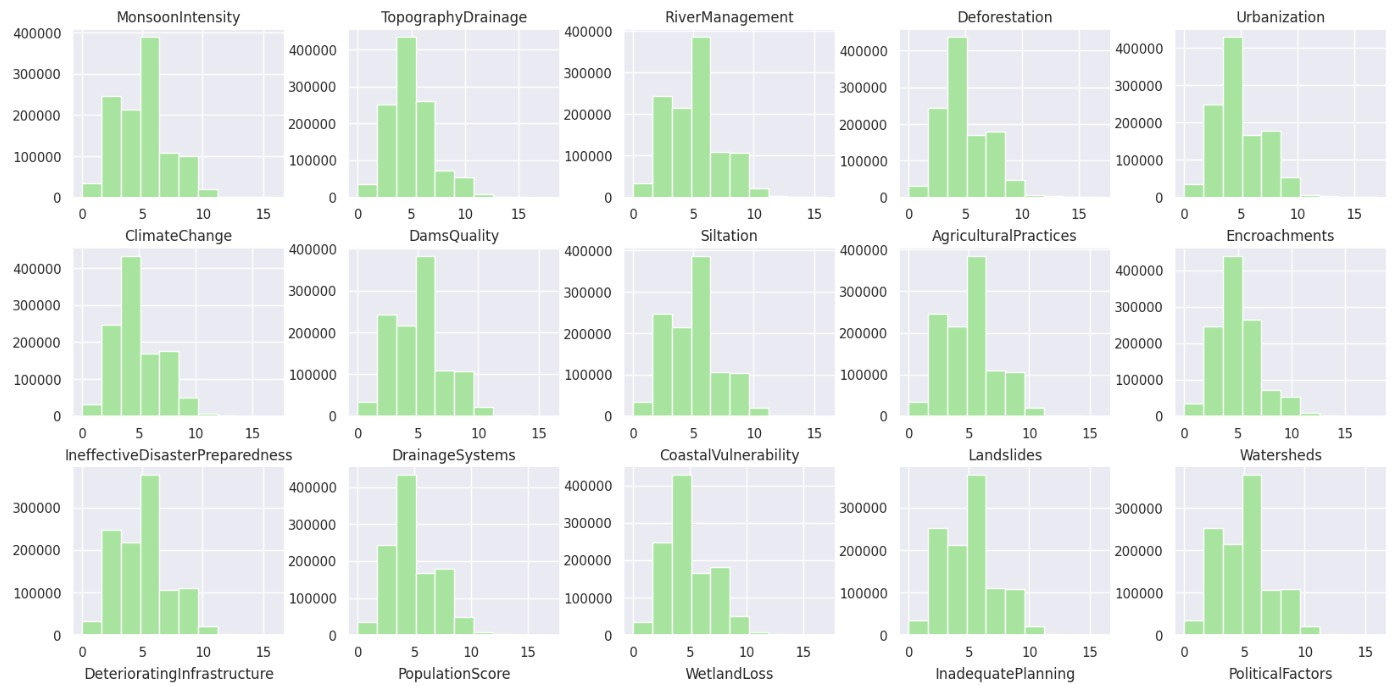 MonsoonIntensity TopographyDrainage RiverManagement Deforestation Urbanization
400000 400000 400000 400000 400000
300000 300000 300000 300000 300000
200000 200000 200000 200000 200000
100000 100000 100000 100000 100000
0 0 0 0 0
0 5 10 15 0 5 10 15 0 5 10 15 0 5 10 15 0 5 10 15
ClimateChange DamsQuality Siltation AgriculturalPractices Encroachments
400000 400000 400000 400000 400000
300000 300000 300000 300000 300000
200000 200000 200000 200000 200000
100000 100000 100000 100000 100000
0 0 0 0 0
0 5 10 15 0 5 10 15 0 5 10 15 0 5 10 15 0 5 10 15
IneffectiveDisasterPreparedness DrainageSystems CoastalVulnerability Landslides Watersheds
400000 400000
300000 300000 300000 300000 300000
200000 200000 200000 200000 200000
100000 100000 100000 100000 100000
0 0 0 0 0
0 5 10 15 0 5 10 15 0 5 10 15 0 5 10 15 0 5 10 15
DeterioratingInfrastructure PopulationScore WetlandLoss InadequatePlanning PoliticalFactors